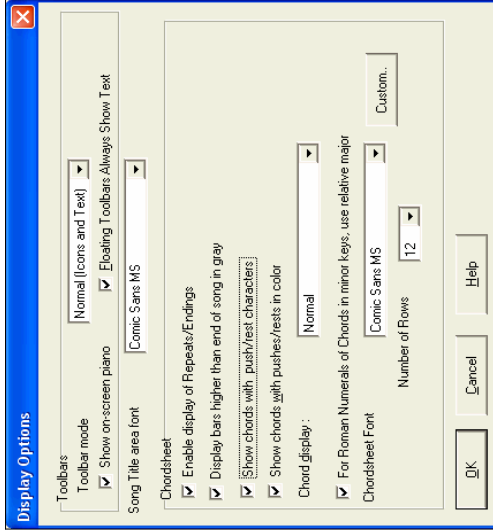 Display Options
Toolbars
Toolbar mode Normal (Icons and Text)
Show on-screen piano Floating Toolbars Always Show Text
Song Title area font Comic Sans MS
Chordsheet
Enable display of Repeats/Endings
Display bars higher than end of song in gray
Show chords with push/rest characters
Show chords with pushes/rests in color
Chord display: Normal
For Roman Numerals of Chords in minor keys, use relative major
Chordsheet Font Comic Sans MS Custom..
Number of Rows 12
OK Cancel Help